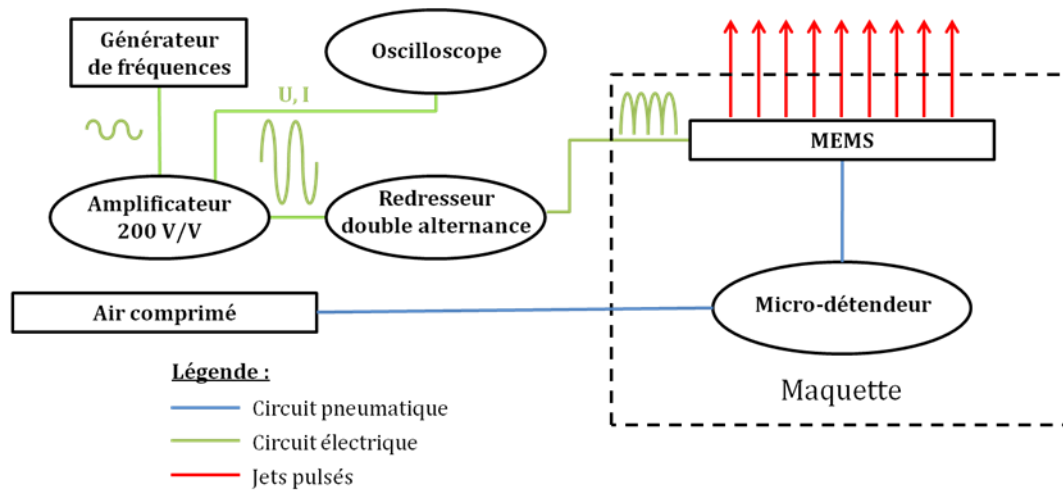 Générateur
de fréquences
Oscilloscope
U, I
MEMS
Amplificateur
200 V/V
Redresseur
double alternance
Air comprimé
Micro-détendeur
Maquette
Légende :
Circuit pneumatique
Circuit électrique
Jets pulsés